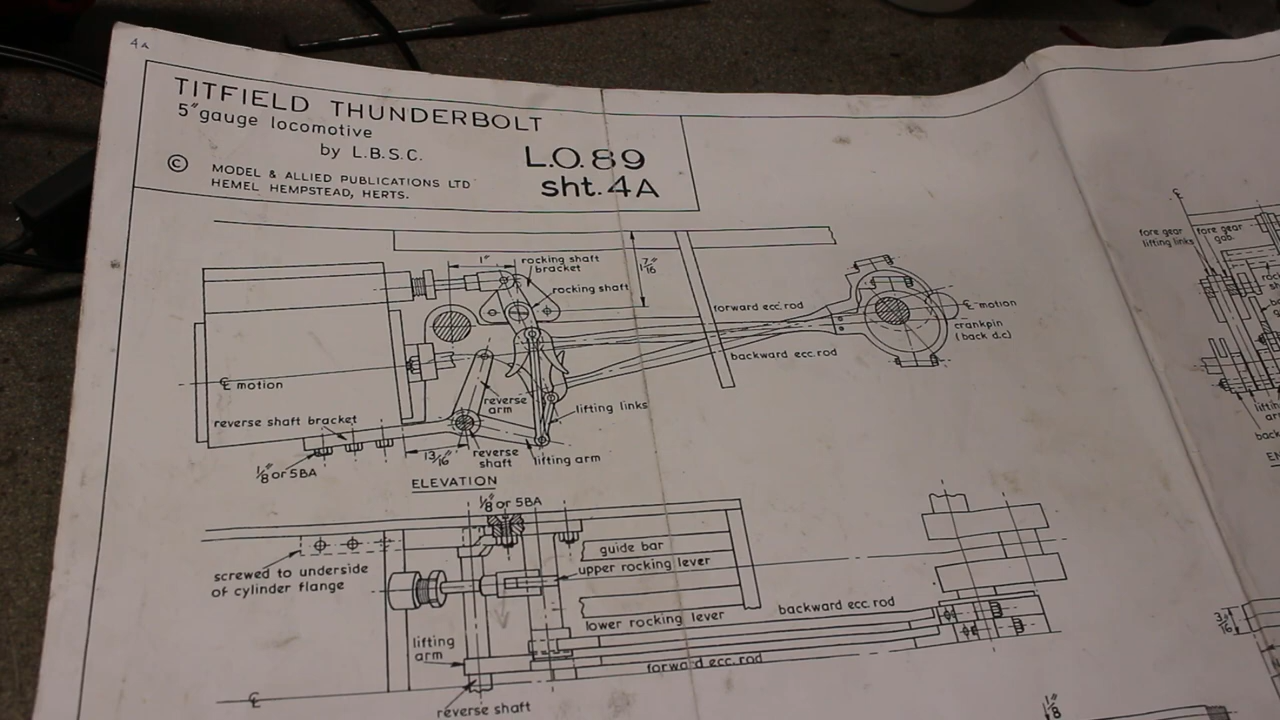 4A
TITFIELD THUNDERBOLT
5" gauge locomotive
by L.B.S.C.
© MODEL & ALLIED PUBLICATIONS LTD
HEMEL HEMPSTEAD, HERTS.
L.O.89
sht. 4A
1"
rocking shaft
bracket
rocking shaft
1 7/16"
forward ecc. rod
backward ecc. rod
℄ motion
crankpin
(back d.c)
℄ motion
reverse shaft bracket
reverse
arm
lifting links
1/8" or 5BA
13/16"
reverse
shaft
lifting arm
ELEVATION
1/8" or 5BA
screwed to underside
of cylinder flange
guide bar
upper rocking lever
lower rocking lever
backward ecc. rod
lifting
arm
forward ecc. rod
℄
reverse shaft
℄
fore gear
lifting links
fore gear
gab.
3/16"
1/8"